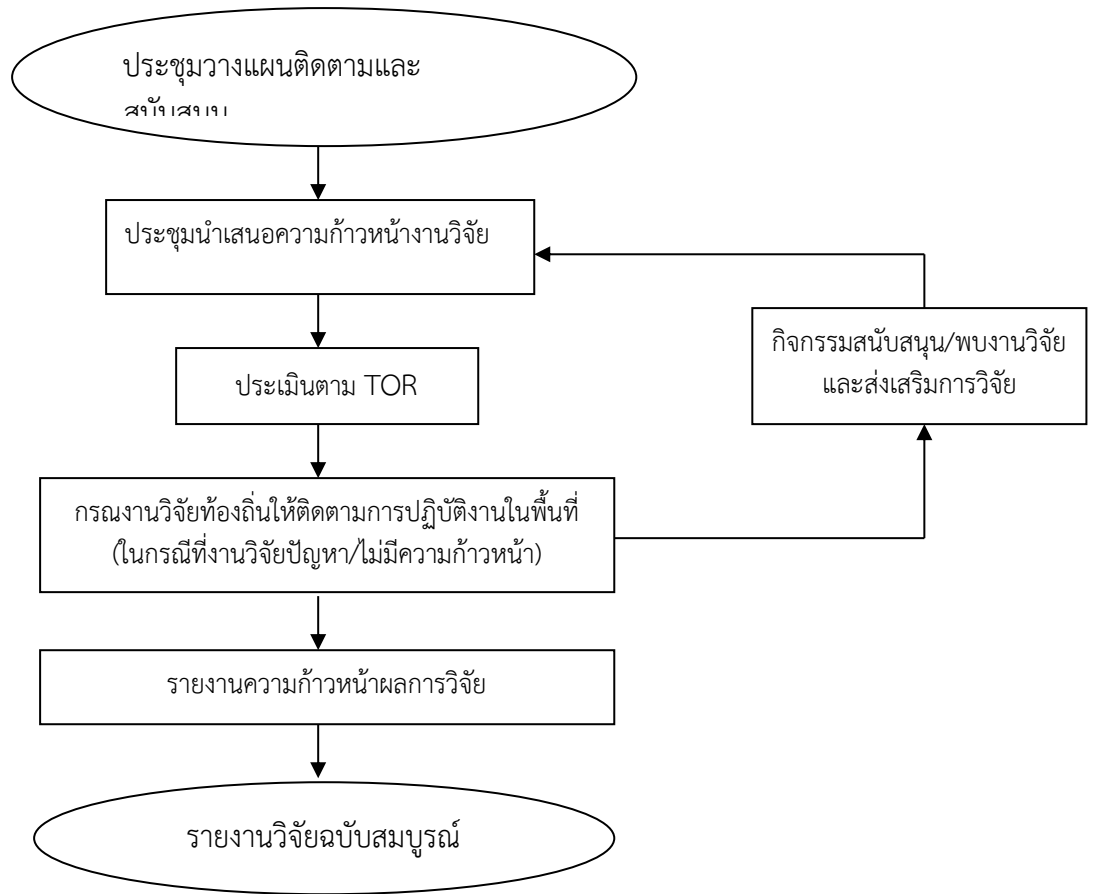 ประชุมวางแผนติดตามและ
สนับสนุน
ประชุมนำเสนอความก้าวหน้างานวิจัย
กิจกรรมสนับสนุน/พบงานวิจัย
และส่งเสริมการวิจัย
ประเมินตาม TOR
กรณงานวิจัยท้องถิ่นให้ติดตามการปฏิบัติงานในพื้นที่
(ในกรณีที่งานวิจัยปัญหา/ไม่มีความก้าวหน้า)
รายงานความก้าวหน้าผลการวิจัย
รายงานวิจัยฉบับสมบูรณ์